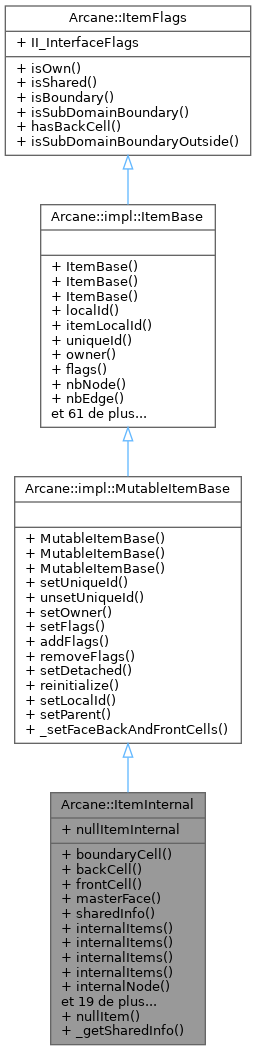 Arcane::ItemFlags
+ II_InterfaceFlags
+ isOwn()
+ isShared()
+ isBoundary()
+ isSubDomainBoundary()
+ hasBackCell()
+ isSubDomainBoundaryOutside()
Arcane::impl::ItemBase
+ ItemBase()
+ ItemBase()
+ ItemBase()
+ localId()
+ itemLocalId()
+ uniqueId()
+ owner()
+ flags()
+ nbNode()
+ nbEdge()
et 61 de plus...
Arcane::impl::MutableItemBase
+ MutableItemBase()
+ MutableItemBase()
+ MutableItemBase()
+ setUniqueId()
+ unsetUniqueId()
+ setOwner()
+ setFlags()
+ addFlags()
+ removeFlags()
+ setDetached()
+ reinitialize()
+ setLocalId()
+ setParent()
+ _setFaceBackAndFrontCells()
Arcane::ItemInternal
+ nullItemInternal
+ boundaryCell()
+ backCell()
+ frontCell()
+ masterFace()
+ sharedInfo()
+ internalItems()
+ internalItems()
+ internalItems()
+ internalItems()
+ internalNode()
et 19 de plus...
+ nullItem()
+ _getSharedInfo()